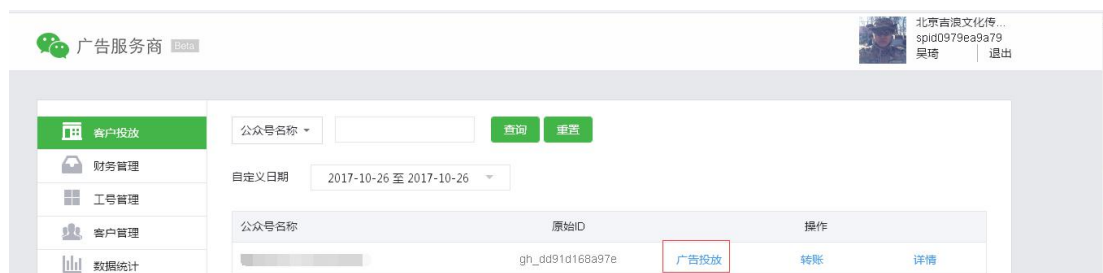 广告服务商 Beta
北京吉浪文化传...
spid0979ea9a79
吴琦 退出
客户投放
财务管理
工号管理
客户管理
数据统计
公众号名称 查询 重置
自定义日期 2017-10-26 至 2017-10-26
公众号名称 原始ID 操作
gh_dd91d168a97e 广告投放 转账 详情